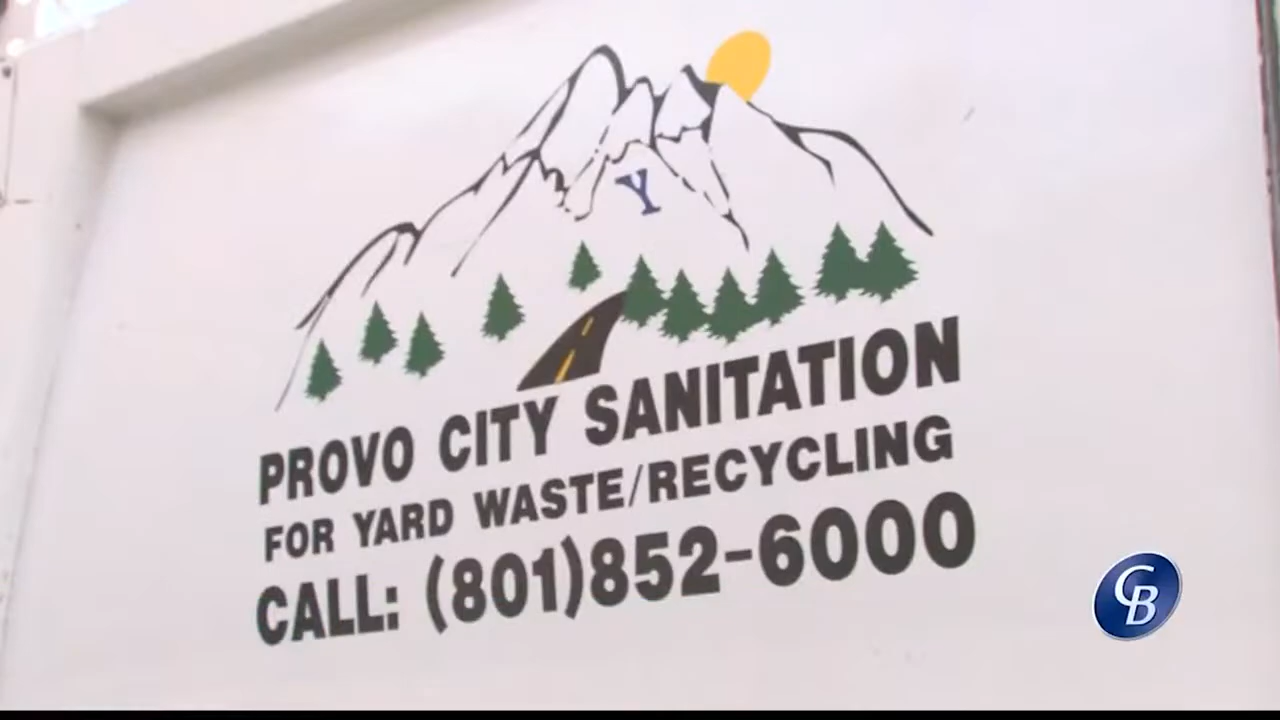 Y
PROVO CITY SANITATION
FOR YARD WASTE/RECYCLING
CALL: (801)852-6000
CB